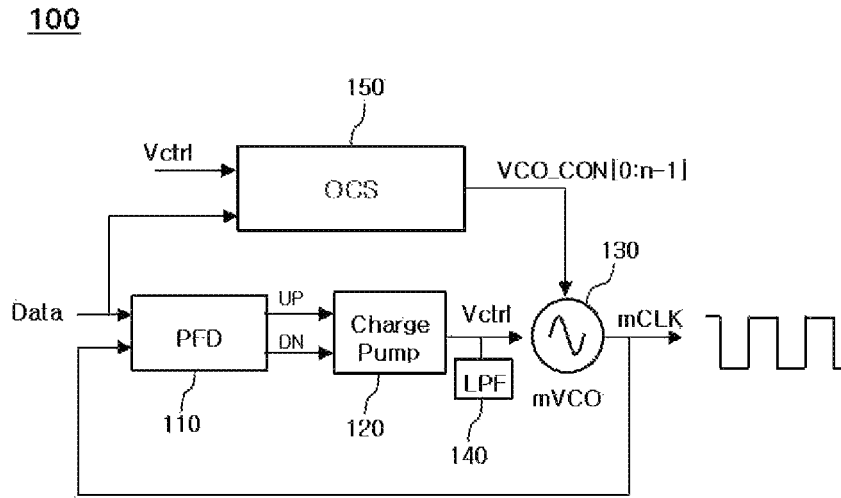 100
150
Vctrl
OCS
VCO_CON[0:n-1]
130
Data
PFD
UP
DN
Charge
Pump
Vctrl
mCLK
LPF
mVCO
110
120
140